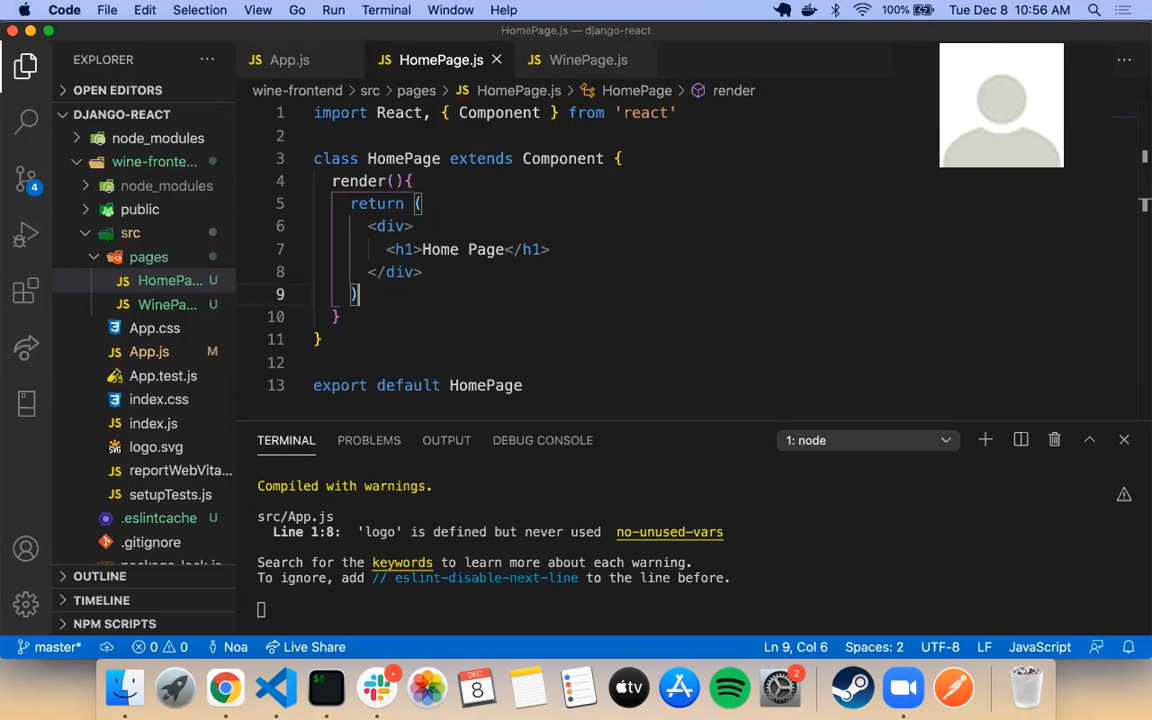 Code File Edit Selection View Go Run Terminal Window Help 100% Tue Dec 8 10:56 AM
HomePage.js — django-react
EXPLORER
App.js
HomePage.js
WinePage.js
OPEN EDITORS
wine-frontend > src > pages > HomePage.js > HomePage > render
DJANGO-REACT
node_modules
wine-fronte...
node_modules
public
src
pages
HomePa... U
WinePa... U
App.css
App.js M
App.test.js
index.css
index.js
logo.svg
reportWebVita...
setupTests.js
.eslintcache U
.gitignore
OUTLINE
TIMELINE
NPM SCRIPTS
4
1 import React, { Component } from 'react'
2
3 class HomePage extends Component {
4 render(){
5 return (
6 <div>
7 <h1>Home Page</h1>
8 </div>
9 )
10 }
11 }
12
13 export default HomePage
TERMINAL PROBLEMS OUTPUT DEBUG CONSOLE 1: node
Compiled with warnings.
src/App.js
Line 1:8: 'logo' is defined but never used no-unused-vars
Search for the keywords to learn more about each warning.
To ignore, add // eslint-disable-next-line to the line before.
master* 0 0 Noa Live Share Ln 9, Col 6 Spaces: 2 UTF-8 LF JavaScript
DEC
8
tv
2